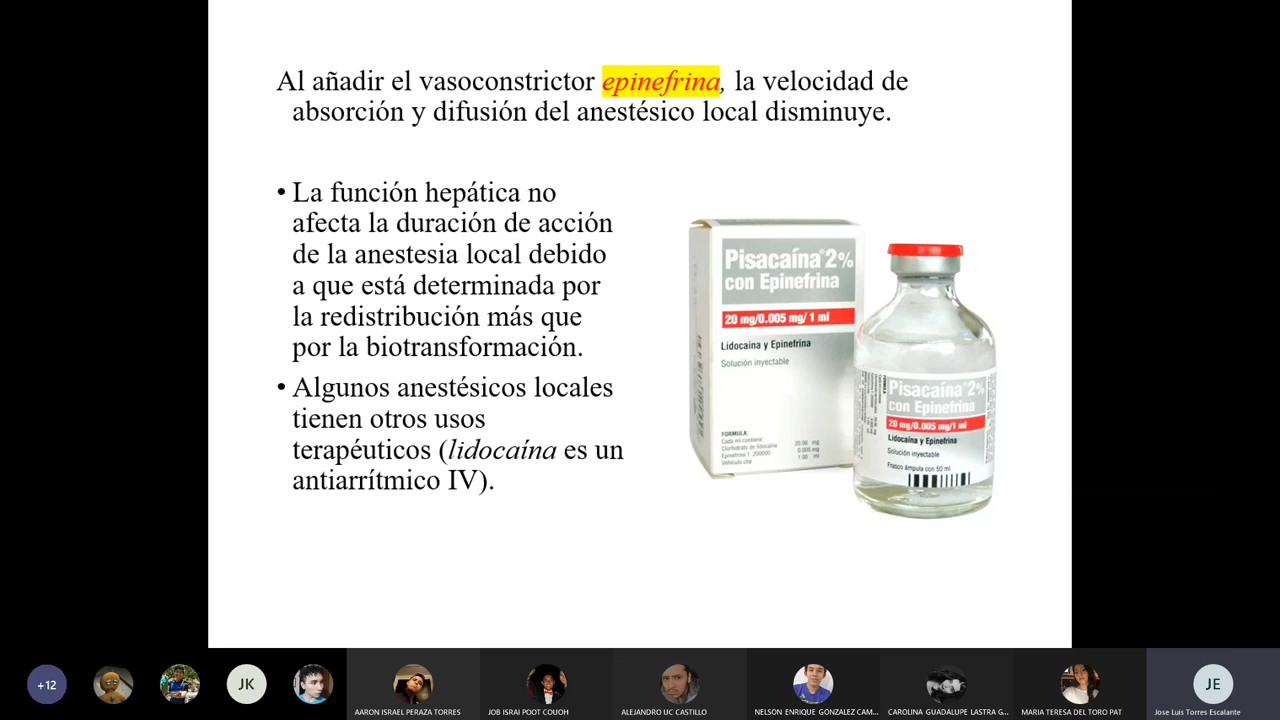 Al añadir el vasoconstrictor epinefrina, la velocidad de
absorción y difusión del anestésico local disminuye.
• La función hepática no
afecta la duración de acción
de la anestesia local debido
a que está determinada por
la redistribución más que
por la biotransformación.
• Algunos anestésicos locales
tienen otros usos
terapéuticos (lidocaína es un
antiarrítmico IV).
Pisacaína® 2%
con Epinefrina
20 mg/0.005 mg/ 1 ml
Lidocaína y Epinefrina
Solución inyectable
FORMULA:
Cada ml contiene:
Clorhidrato de lidocaína 20.00 mg
Epinefrina 1: 200000 0.005 mg
Vehículo cbp 1.00 ml
Pisacaína® 2%
con Epinefrina
20 mg/0.005 mg/1 ml
Lidocaína y Epinefrina
Solución inyectable
Frasco ámpula con 50 ml
+12
JK
JE
AARON ISRAEL PERAZA TORRES
JOB ISRAI POOT COUOH
ALEJANDRO UC CASTILLO
NELSON ENRIQUE GONZALEZ CAM...
CAROLINA GUADALUPE LASTRA G...
MARIA TERESA DEL TORO PAT
Jose Luis Torres Escalante